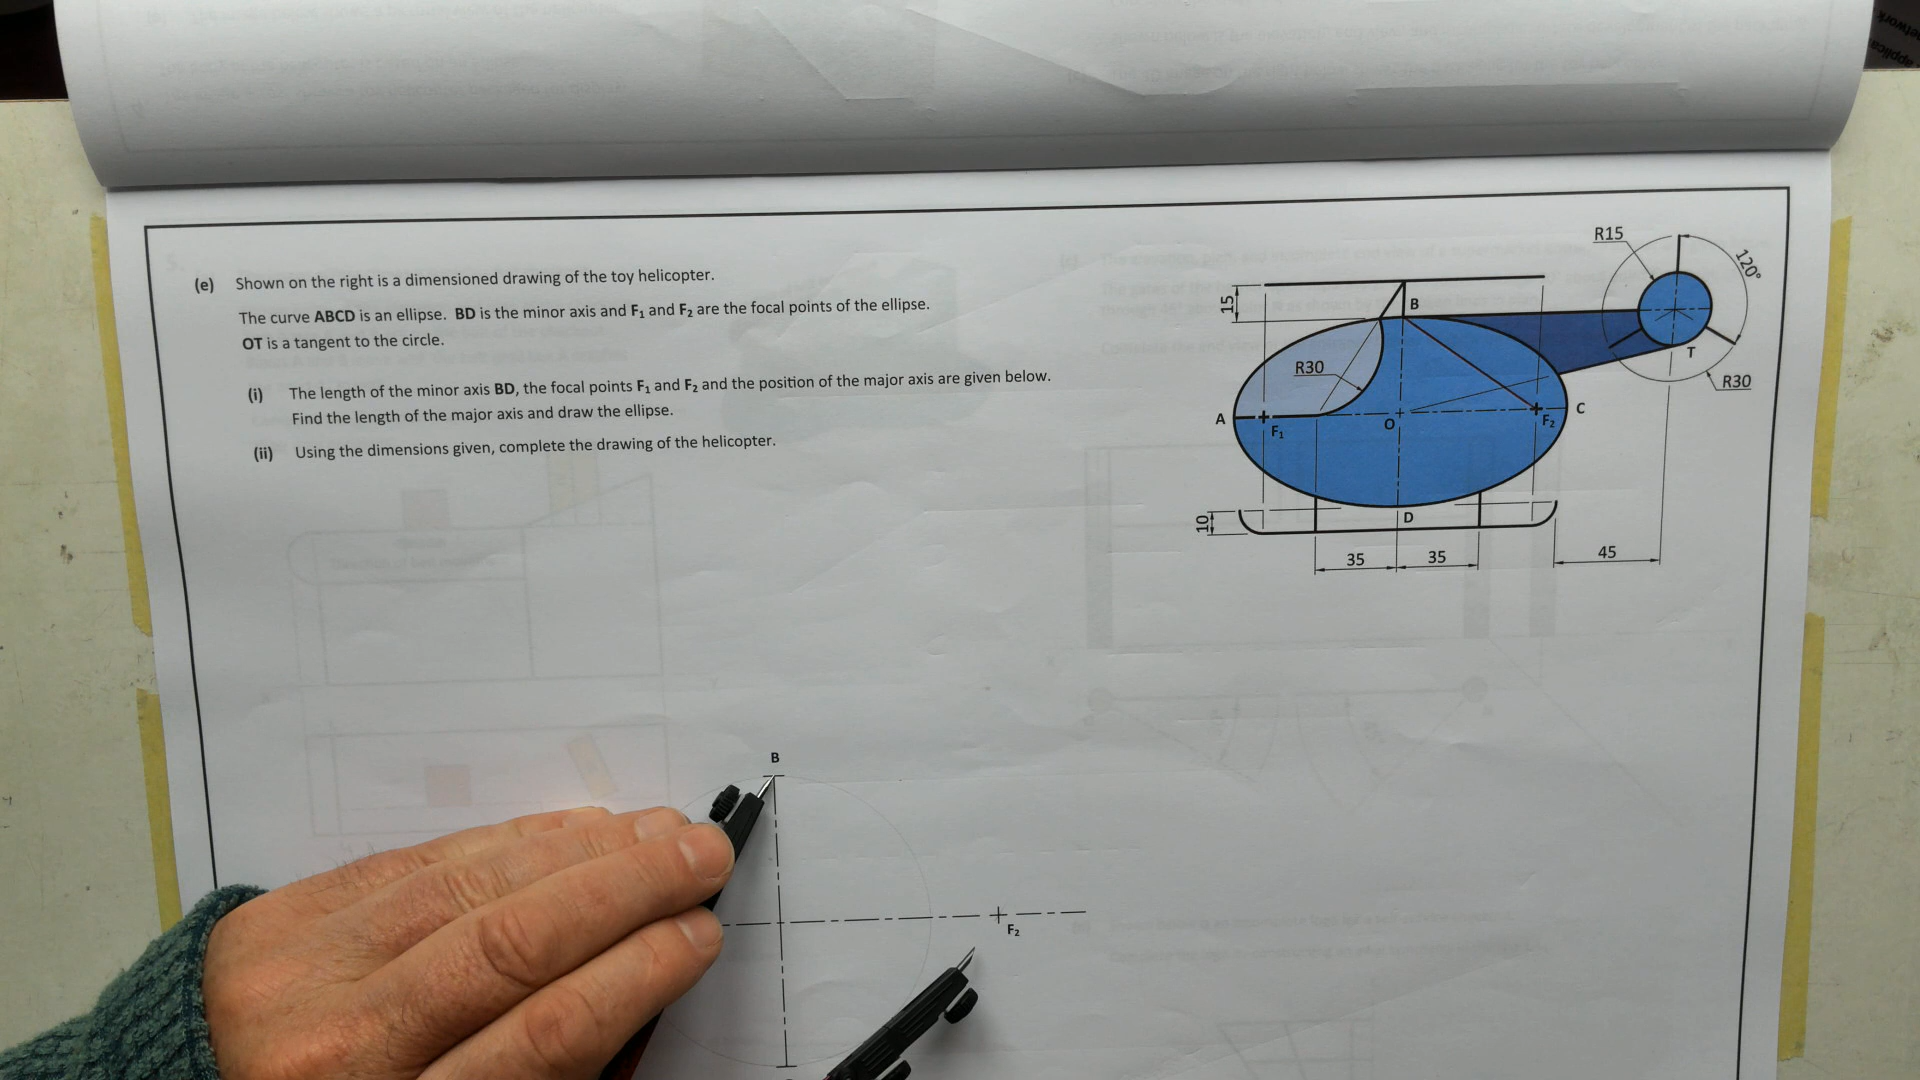 (e) Shown on the right is a dimensioned drawing of the toy helicopter.
The curve ABCD is an ellipse. BD is the minor axis and F₁ and F₂ are the focal points of the ellipse.
OT is a tangent to the circle.
(i) The length of the minor axis BD, the focal points F₁ and F₂ and the position of the major axis are given below.
Find the length of the major axis and draw the ellipse.
(ii) Using the dimensions given, complete the drawing of the helicopter.
R15
120°
15
B
R30
T
R30
A
F₁
O
F₂
C
10
D
35
35
45
B
F₂